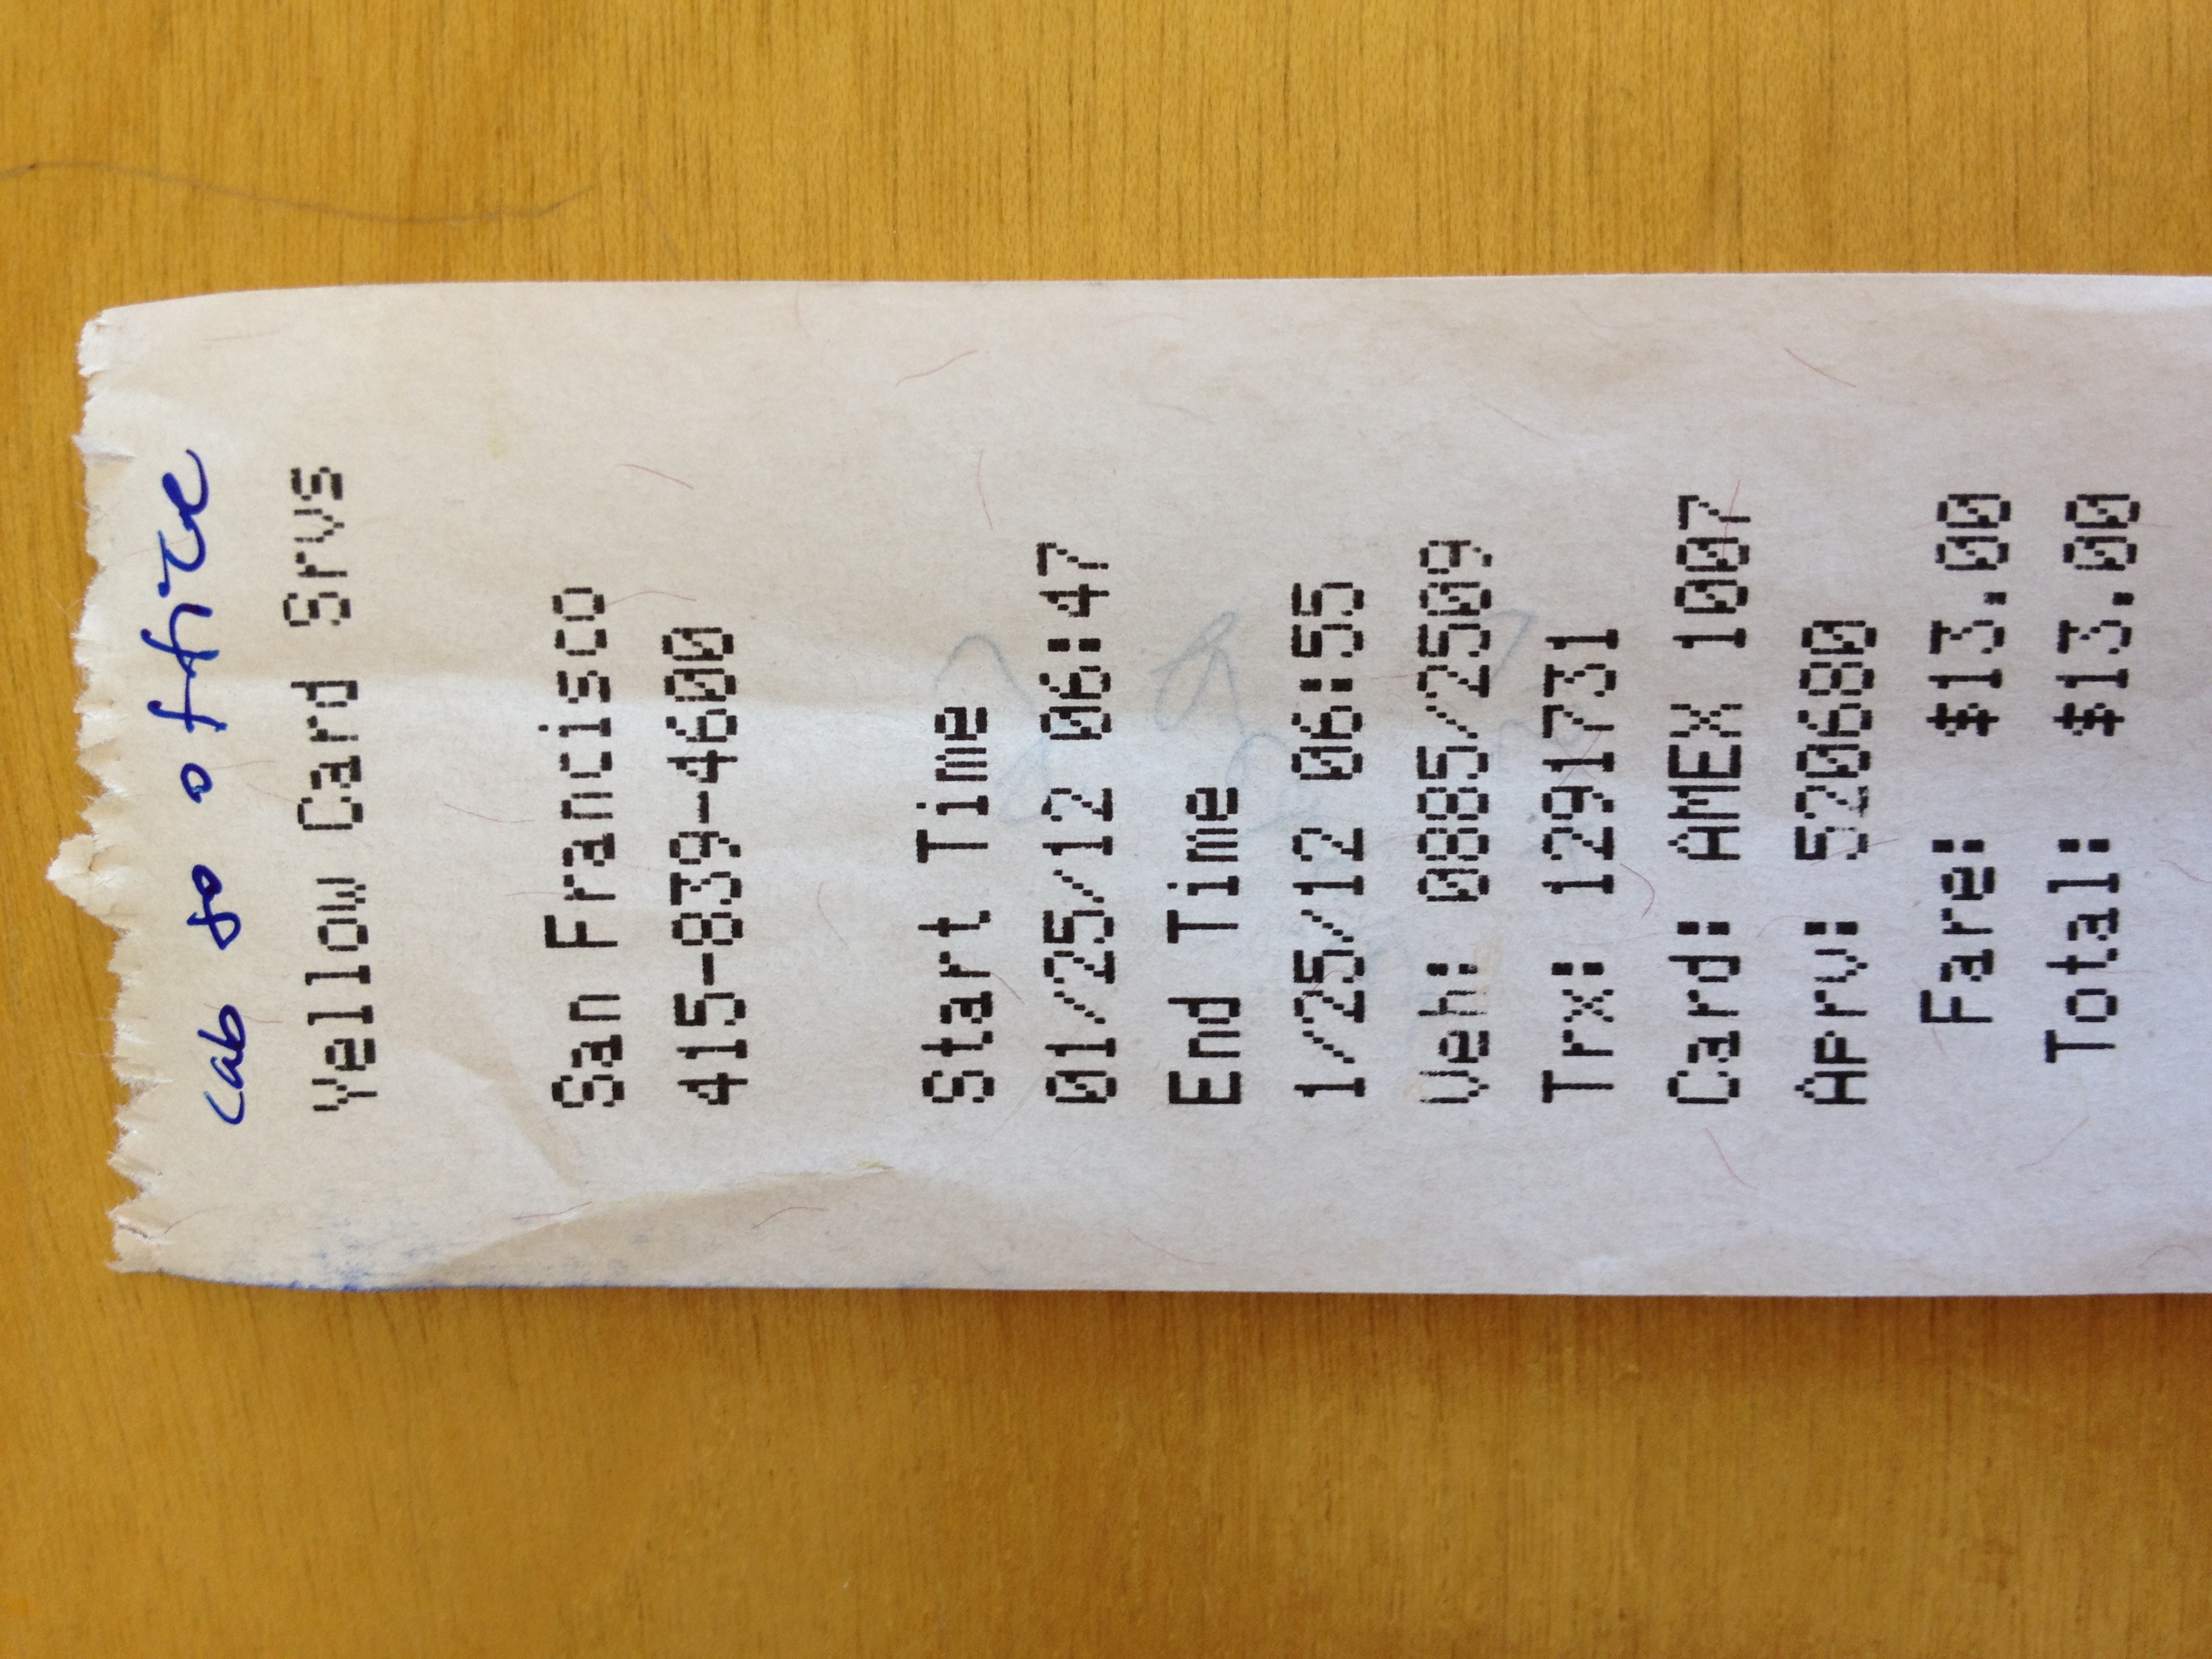 cab to office
Yellow Card Srvs
San Francisco
415-839-4600
Start Time
01/25/12 06:47
End Time
1/25/12 06:55
Veh: 0885/2509
Trx: 1291731
Card: AMEX 1007
Aprv: 520680
Fare: $13.00
Total: $13.00